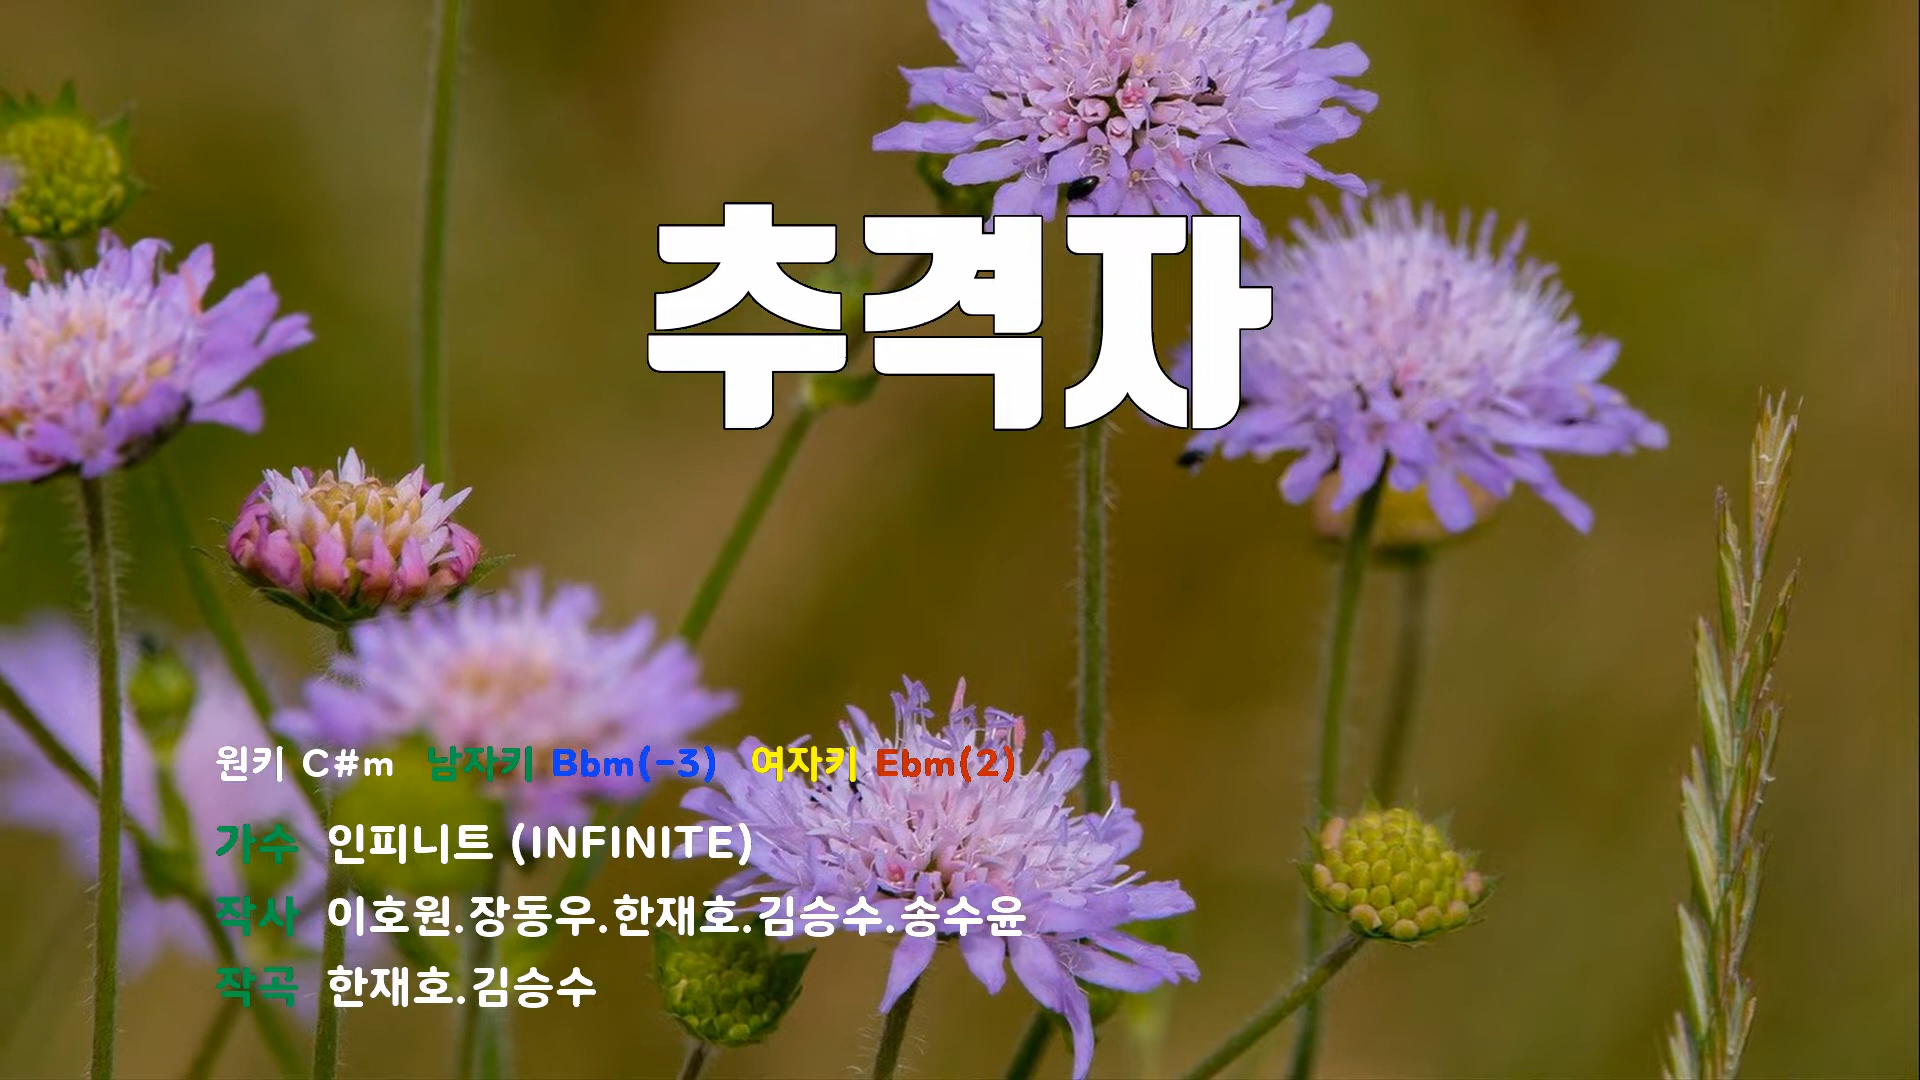 추격자
원키 C#m 남자키 Bbm(-3) 여자키 Ebm(2)
가수 인피니트 (INFINITE)
작사 이호원.장동우.한재호.김승수.송수윤
작곡 한재호.김승수